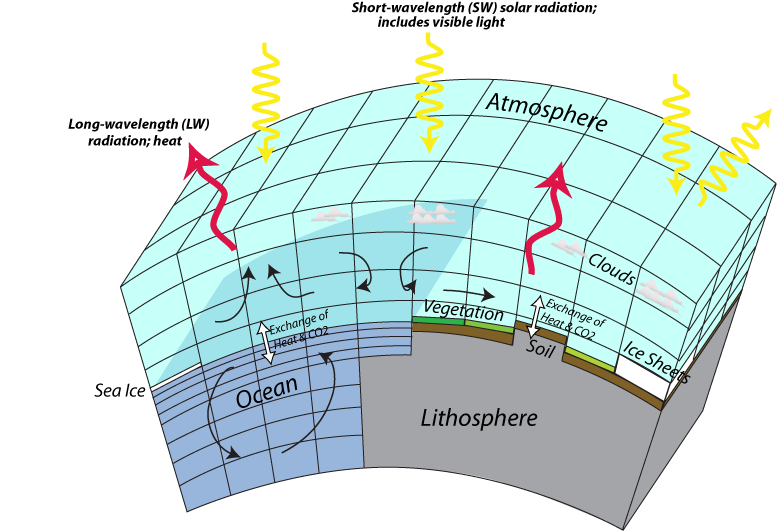 Short-wavelength (SW) solar radiation;
includes visible light
Atmosphere
Long-wavelength (LW)
radiation; heat
Clouds
Vegetation
Exchange of
Heat & CO2
Exchange of
Heat & CO2
Soil
Ice Sheets
Sea Ice
Ocean
Lithosphere